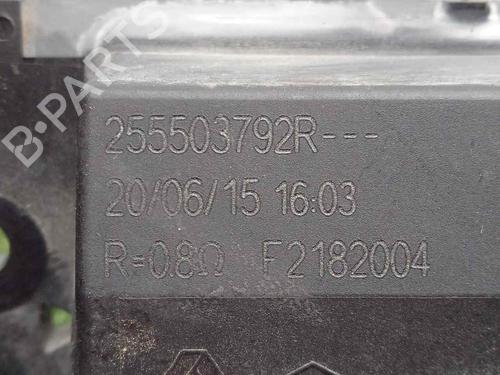 B-PARTS
255503792R---
20/06/15 16:03
R=0.8Ω F2182004